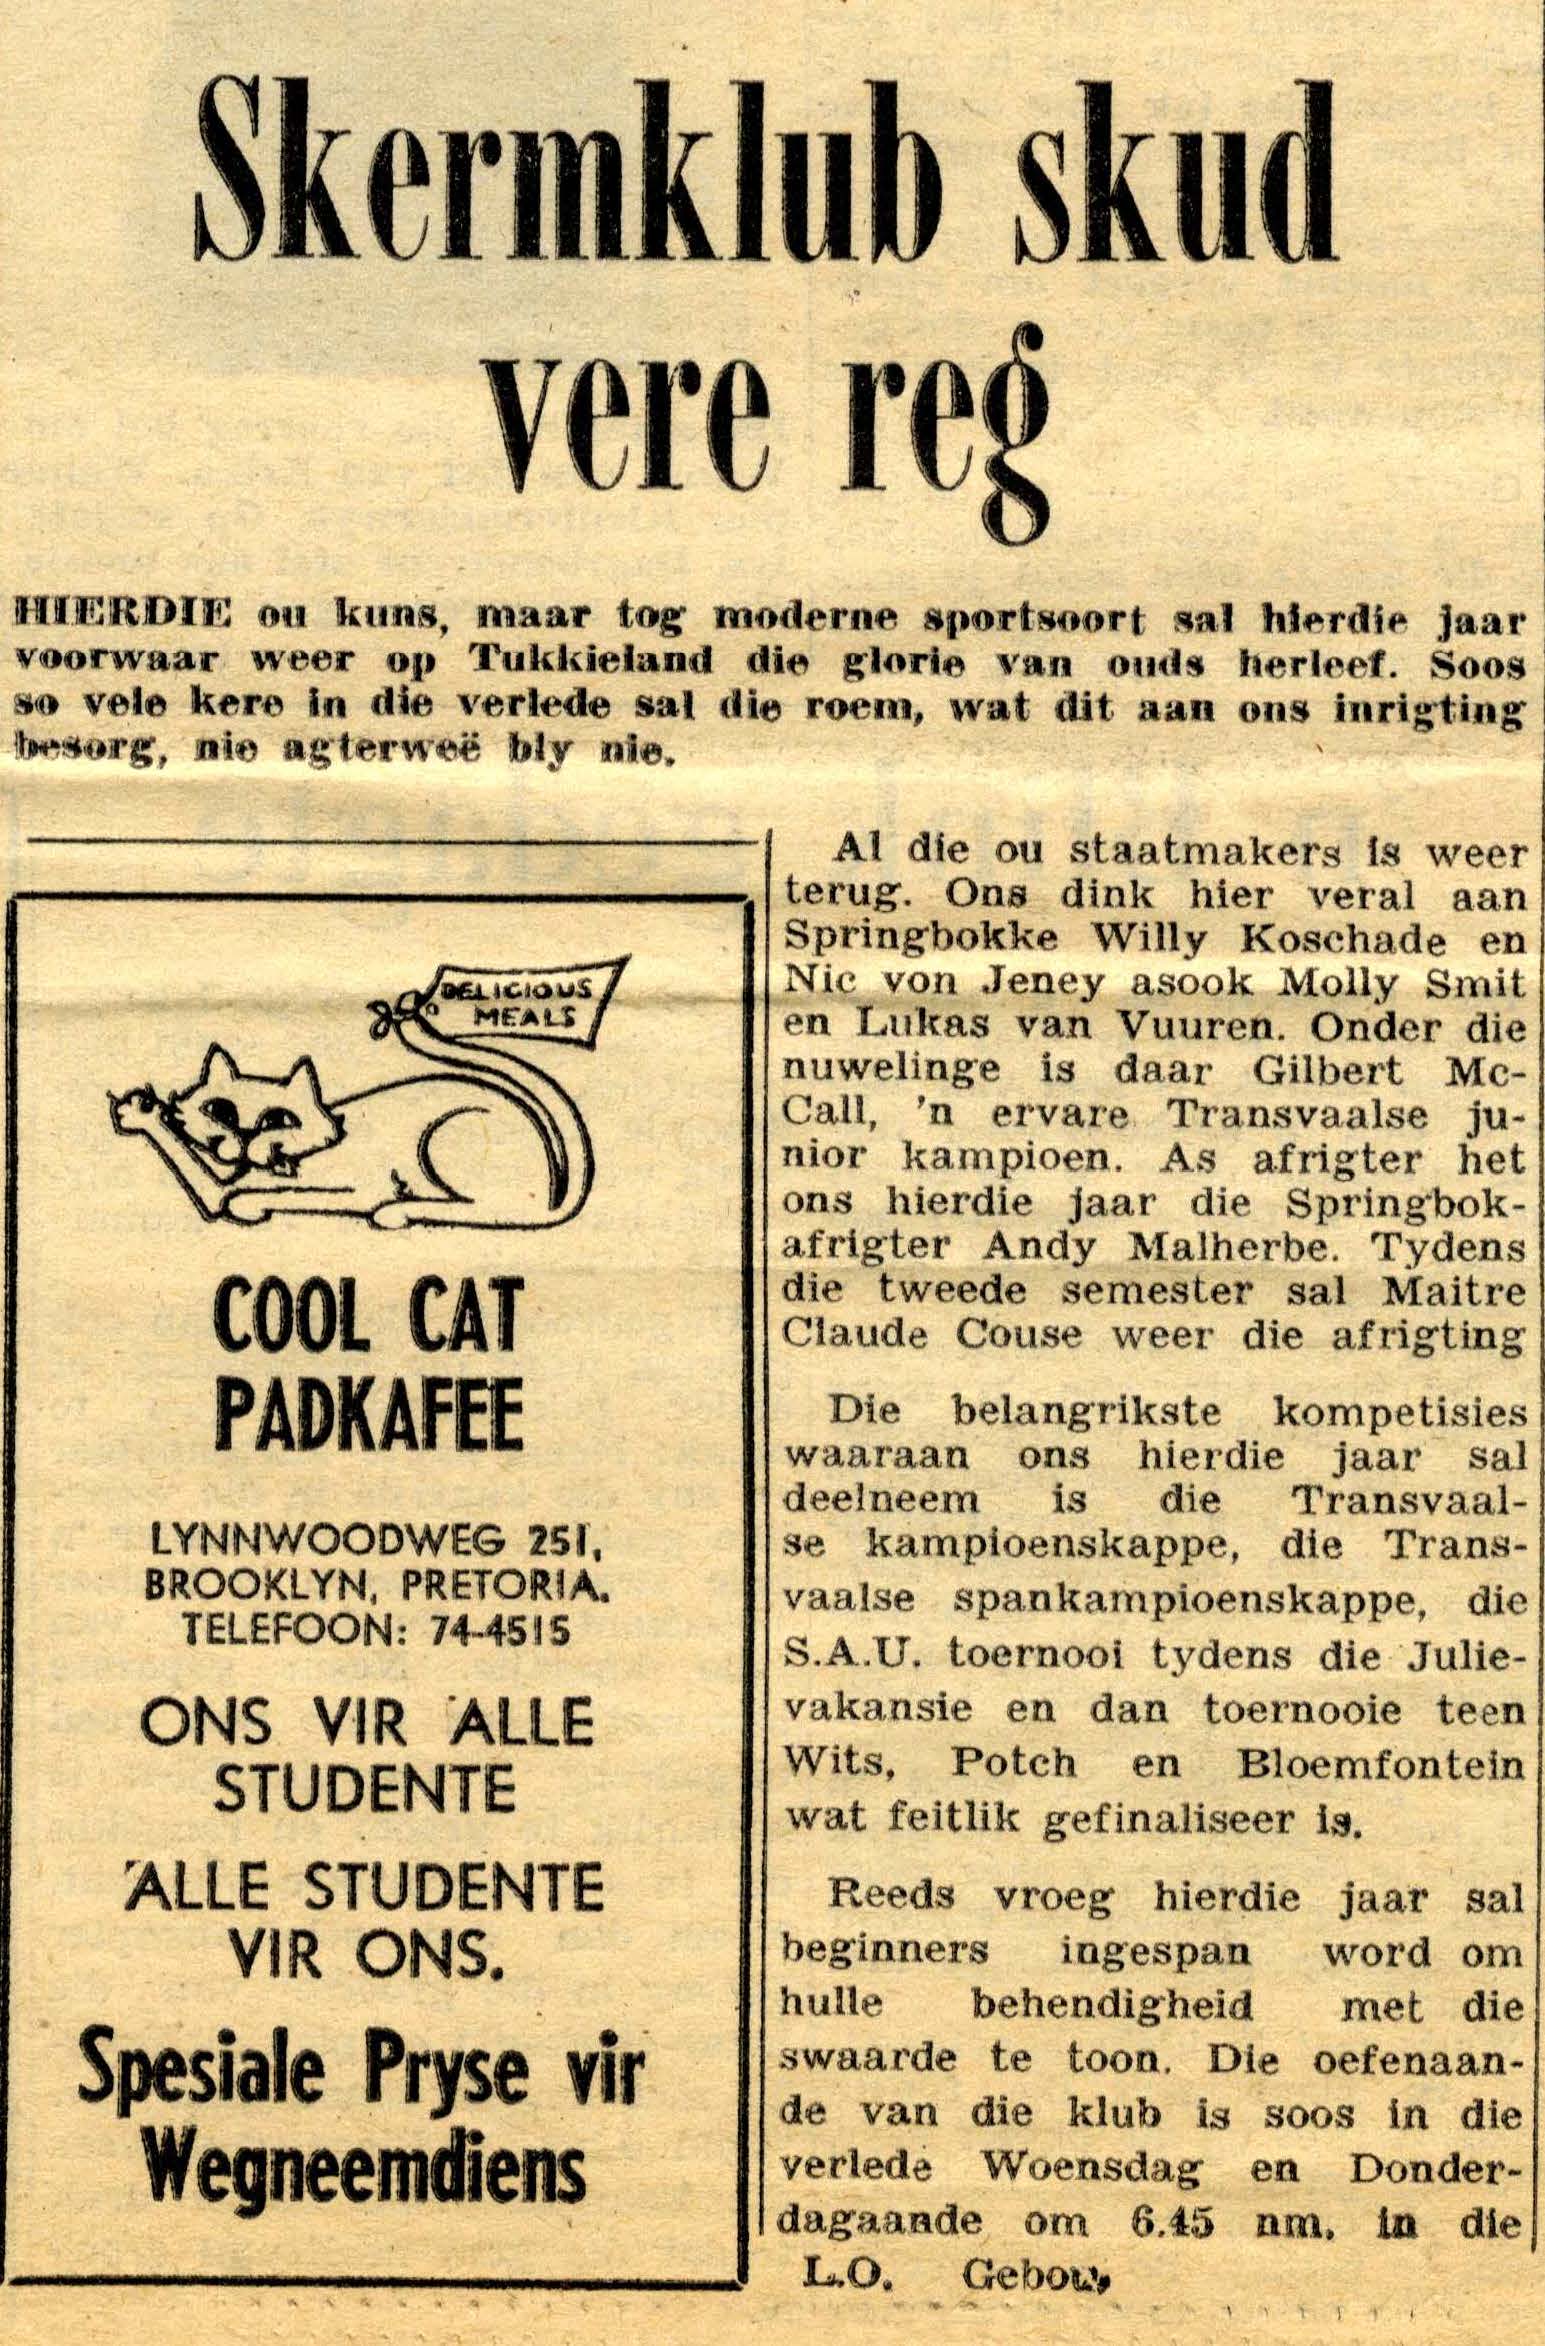 Skermklub skud
vere reg
HIERDIE ou kuns, maar tog moderne sportsoort sal hierdie jaar
voorwaar weer op Tukkieland die glorie van ouds herleef. Soos
so vele kere in die verlede sal die roem, wat dit aan ons inrigting
besorg, nie agterweë bly nie.
DELICIOUS
MEALS
COOL CAT
PADKAFEE
LYNNWOODWEG 251,
BROOKLYN, PRETORIA.
TELEFOON: 74-4515
ONS VIR ALLE
STUDENTE
ALLE STUDENTE
VIR ONS.
Spesiale Pryse vir
Wegneemdiens
Al die ou staatmakers is weer
terug. Ons dink hier veral aan
Springbokke Willy Koschade en
Nic von Jeney asook Molly Smit
en Lukas van Vuuren. Onder die
nuwelinge is daar Gilbert Mc-
Call, 'n ervare Transvaalse ju-
nior kampioen. As afrigter het
ons hierdie jaar die Springbok-
afrigter Andy Malherbe. Tydens
die tweede semester sal Maitre
Claude Couse weer die afrigting
Die belangrikste kompetisies
waaraan ons hierdie jaar sal
deelneem is die Transvaal-
se kampioenskappe, die Trans-
vaalse spankampioenskappe, die
S.A.U. toernooi tydens die Julie-
vakansie en dan toernooie teen
Wits, Potch en Bloemfontein
wat feitlik gefinaliseer is.
Reeds vroeg hierdie jaar sal
beginners ingespan word om
hulle behendigheid met die
swaarde te toon. Die oefenaan-
de van die klub is soos in die
verlede Woensdag en Donder-
dagaande om 6.45 nm. in die
L.O. Gebou,